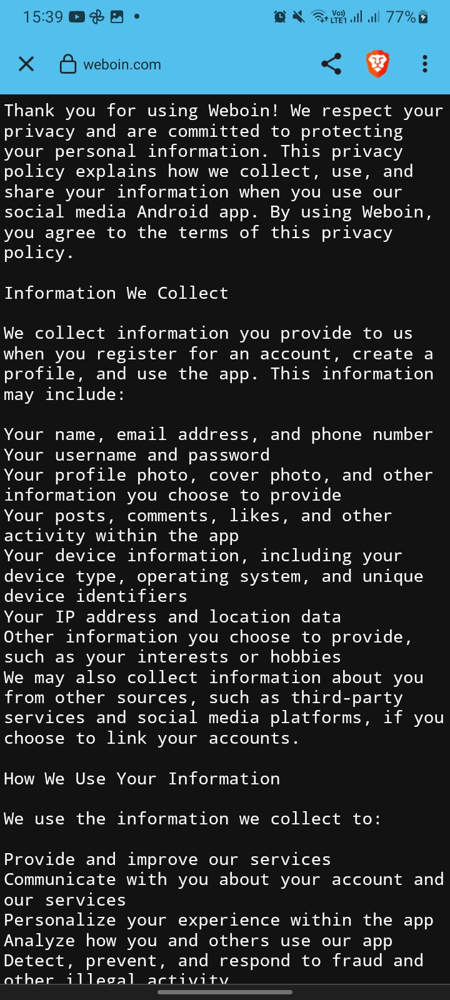 15:39
Vo))
LTE1
77%
weboin.com
Thank you for using Weboin! We respect your
privacy and are committed to protecting
your personal information. This privacy
policy explains how we collect, use, and
share your information when you use our
social media Android app. By using Weboin,
you agree to the terms of this privacy
policy.
Information We Collect
We collect information you provide to us
when you register for an account, create a
profile, and use the app. This information
may include:
Your name, email address, and phone number
Your username and password
Your profile photo, cover photo, and other
information you choose to provide
Your posts, comments, likes, and other
activity within the app
Your device information, including your
device type, operating system, and unique
device identifiers
Your IP address and location data
Other information you choose to provide,
such as your interests or hobbies
We may also collect information about you
from other sources, such as third-party
services and social media platforms, if you
choose to link your accounts.
How We Use Your Information
We use the information we collect to:
Provide and improve our services
Communicate with you about your account and
our services
Personalize your experience within the app
Analyze how you and others use our app
Detect, prevent, and respond to fraud and
other illegal activity